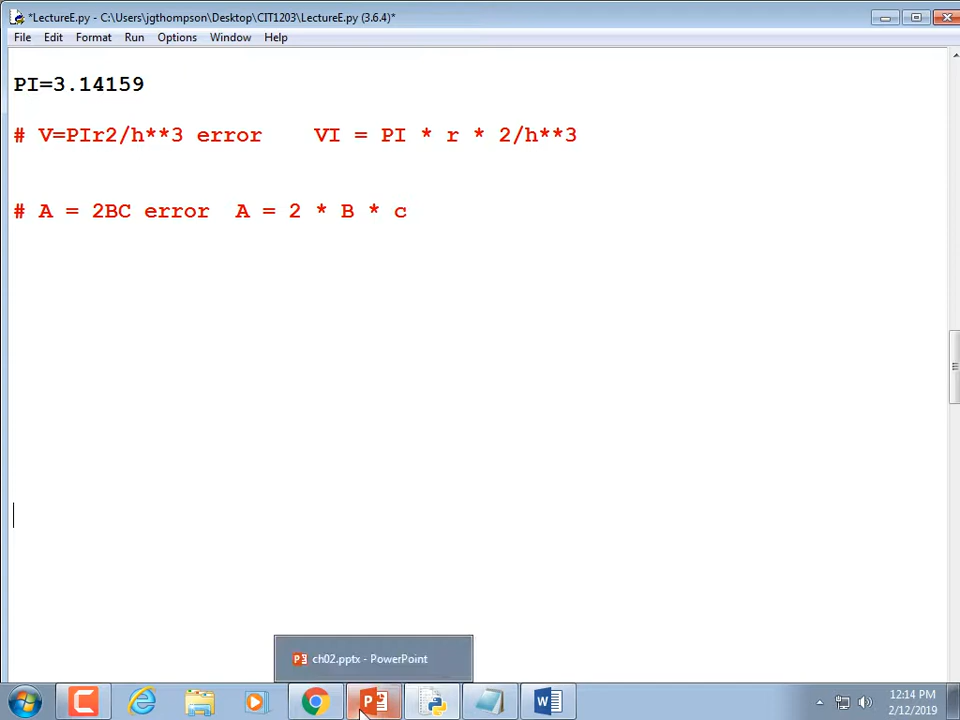 *LectureE.py - C:\Users\jgthompson\Desktop\CIT1203\LectureE.py (3.6.4)*
File Edit Format Run Options Window Help
PI=3.14159
# V=PIr2/h**3 error    VI = PI * r * 2/h**3
# A = 2BC error  A = 2 * B * c
ch02.pptx - PowerPoint
12:14 PM
2/12/2019